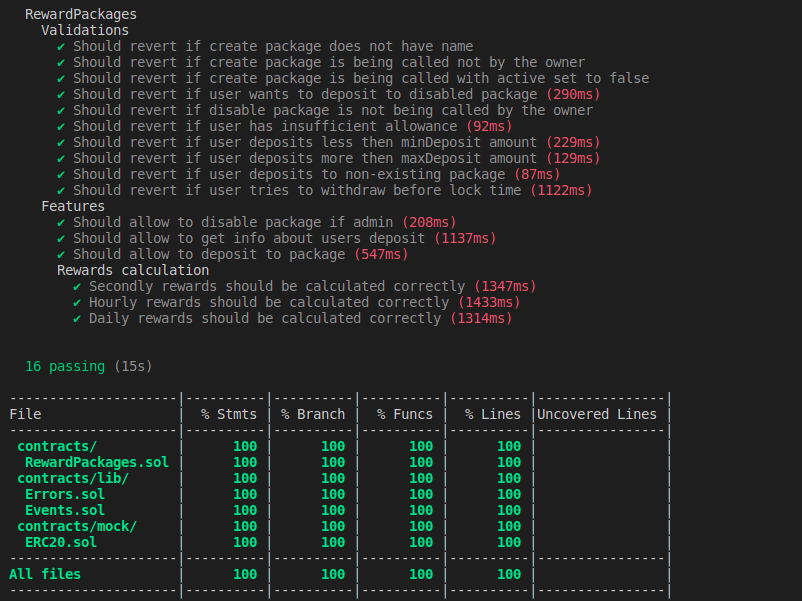 RewardPackages
Validations
✔ Should revert if create package does not have name
✔ Should revert if create package is being called not by the owner
✔ Should revert if create package is being called with active set to false
✔ Should revert if user wants to deposit to disabled package (290ms)
✔ Should revert if disable package is not being called by the owner
✔ Should revert if user has insufficient allowance (92ms)
✔ Should revert if user deposits less then minDeposit amount (229ms)
✔ Should revert if user deposits more then maxDeposit amount (129ms)
✔ Should revert if user deposits to non-existing package (87ms)
✔ Should revert if user tries to withdraw before lock time (1122ms)
Features
✔ Should allow to disable package if admin (208ms)
✔ Should allow to get info about users deposit (1137ms)
✔ Should allow to deposit to package (547ms)
Rewards calculation
✔ Secondly rewards should be calculated correctly (1347ms)
✔ Hourly rewards should be calculated correctly (1433ms)
✔ Daily rewards should be calculated correctly (1314ms)
16 passing (15s)
---------------------|----------|----------|----------|----------|----------------|
File | % Stmts | % Branch | % Funcs | % Lines |Uncovered Lines |
---------------------|----------|----------|----------|----------|----------------|
contracts/ | 100 | 100 | 100 | 100 | |
RewardPackages.sol | 100 | 100 | 100 | 100 | |
contracts/lib/ | 100 | 100 | 100 | 100 | |
Errors.sol | 100 | 100 | 100 | 100 | |
Events.sol | 100 | 100 | 100 | 100 | |
contracts/mock/ | 100 | 100 | 100 | 100 | |
ERC20.sol | 100 | 100 | 100 | 100 | |
---------------------|----------|----------|----------|----------|----------------|
All files | 100 | 100 | 100 | 100 | |
---------------------|----------|----------|----------|----------|----------------|